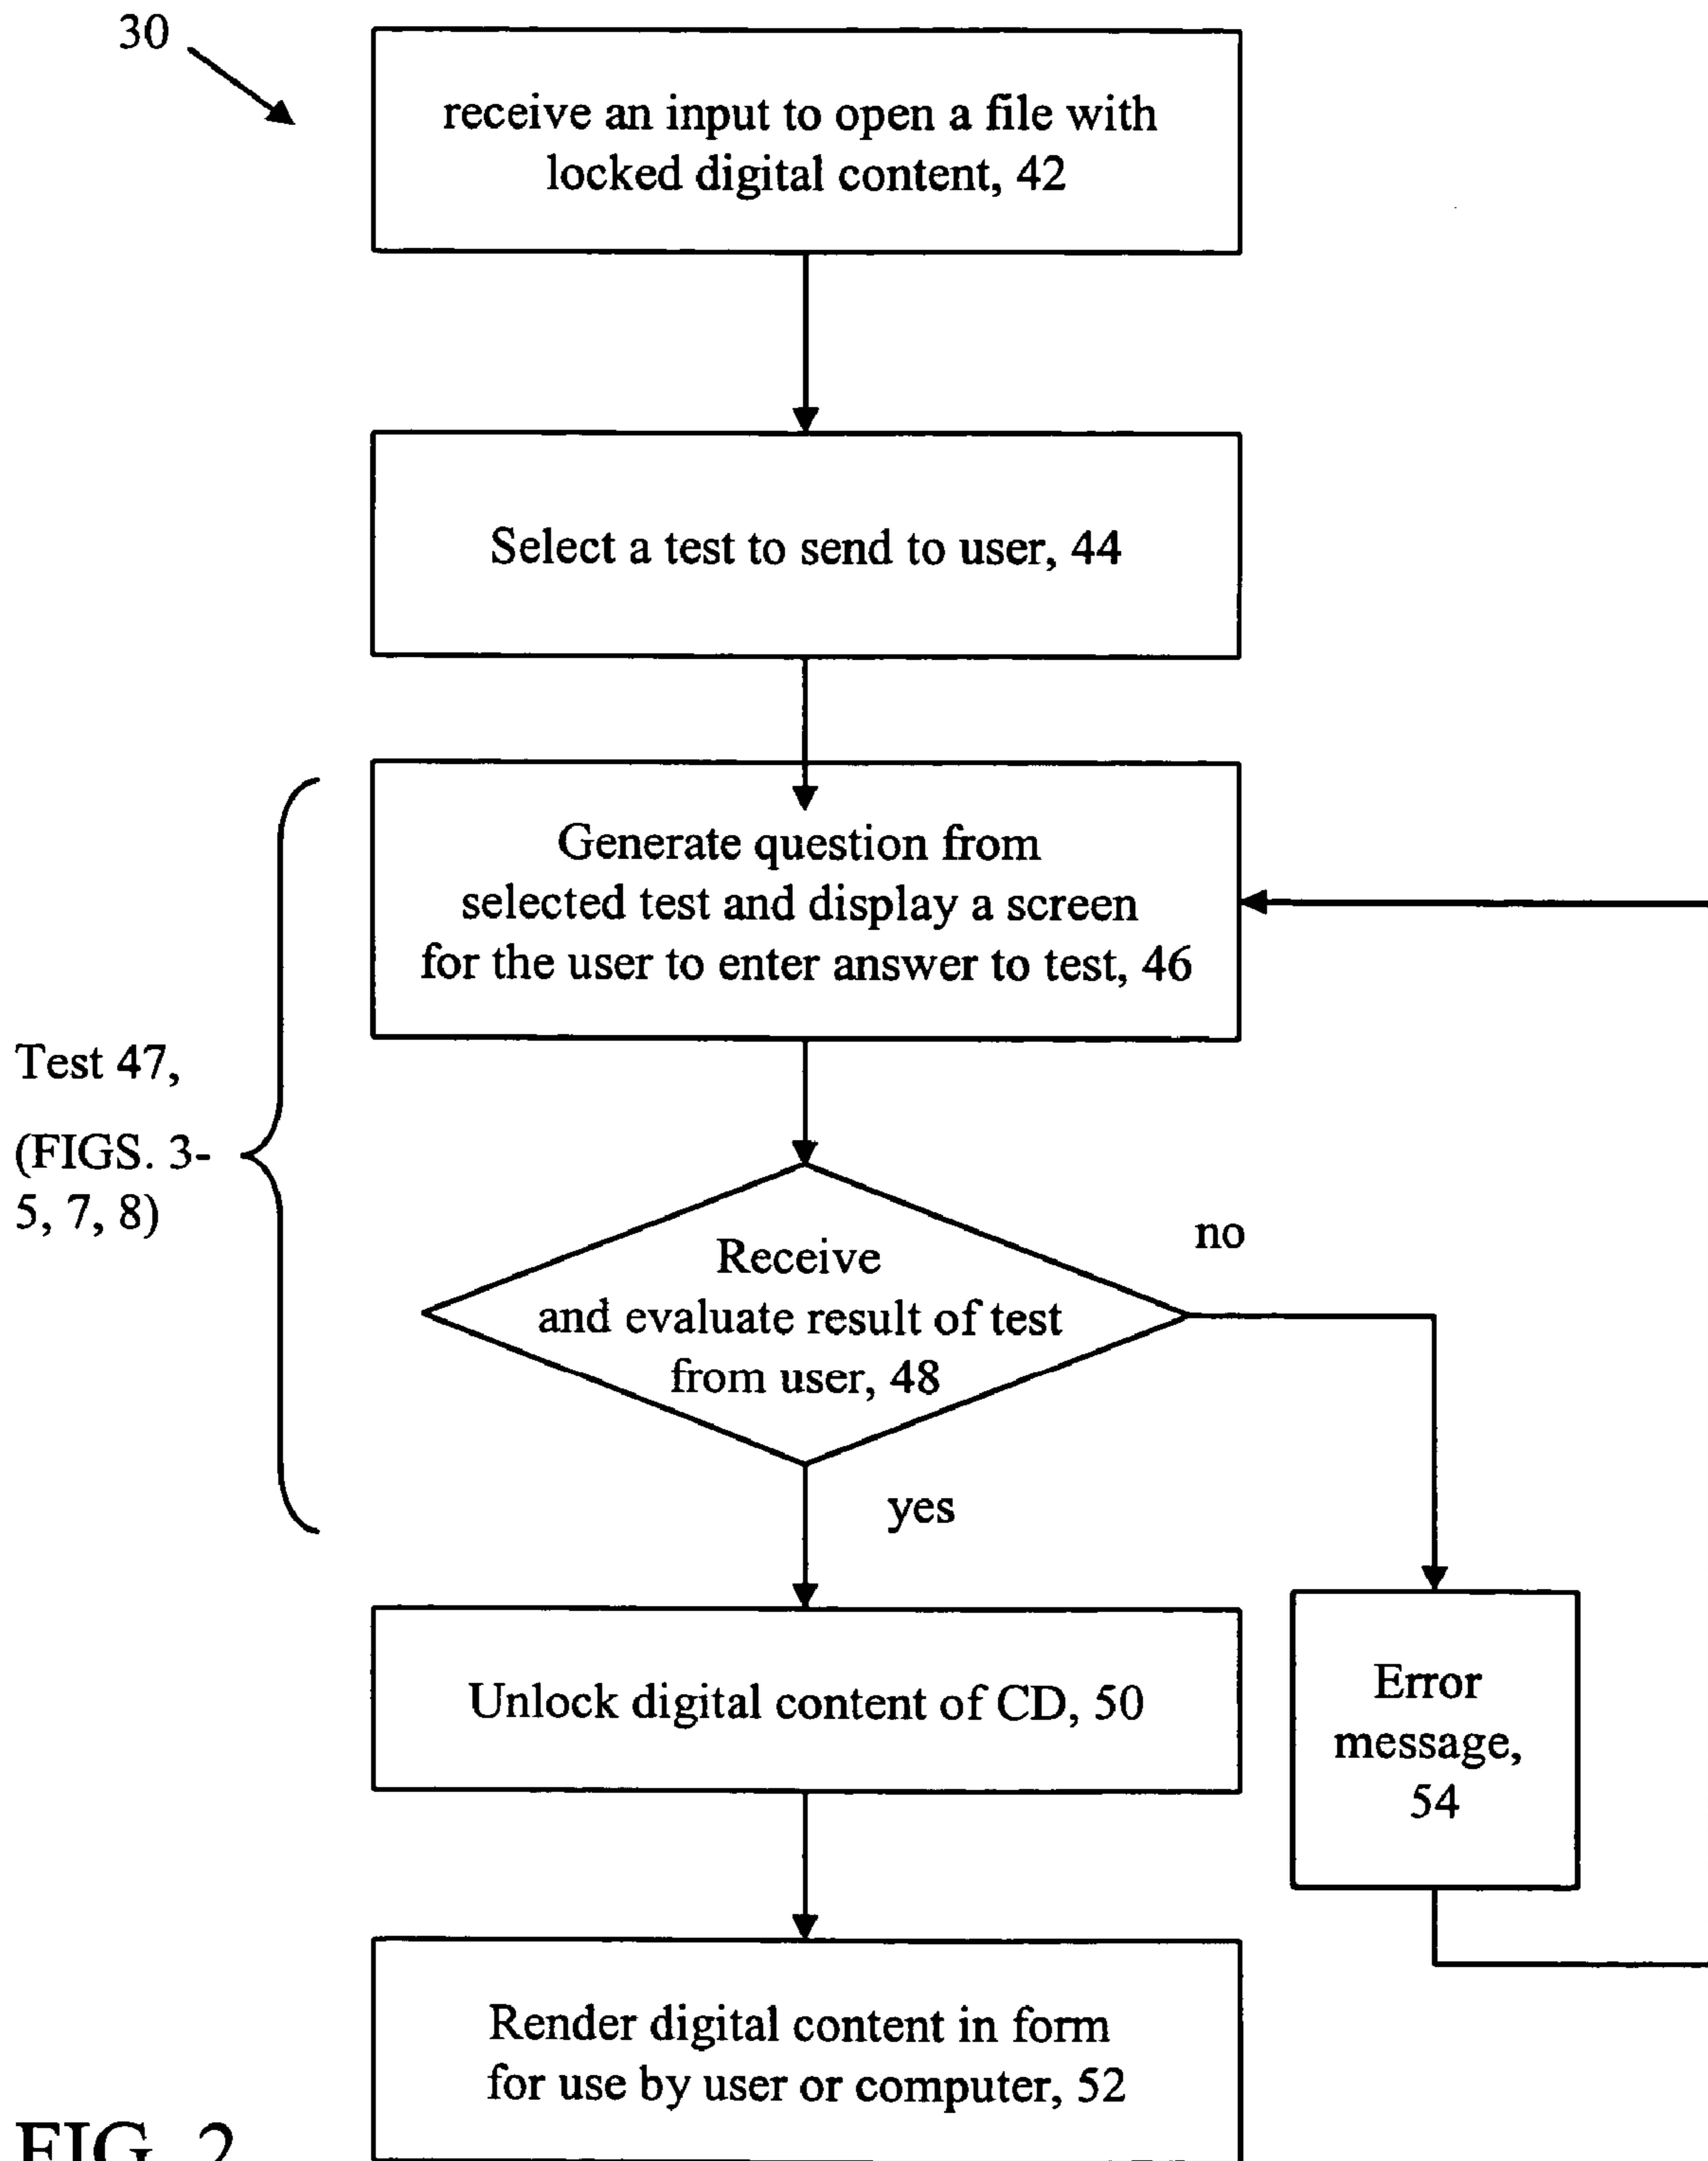 30
receive an input to open a file with
locked digital content, 42
Select a test to send to user, 44
Generate question from
selected test and display a screen
for the user to enter answer to test, 46
Test 47,
(FIGS. 3-
5, 7, 8)
Receive
and evaluate result of test
from user, 48
no
yes
Unlock digital content of CD, 50
Error
message,
54
Render digital content in form
for use by user or computer, 52
FIG. 2